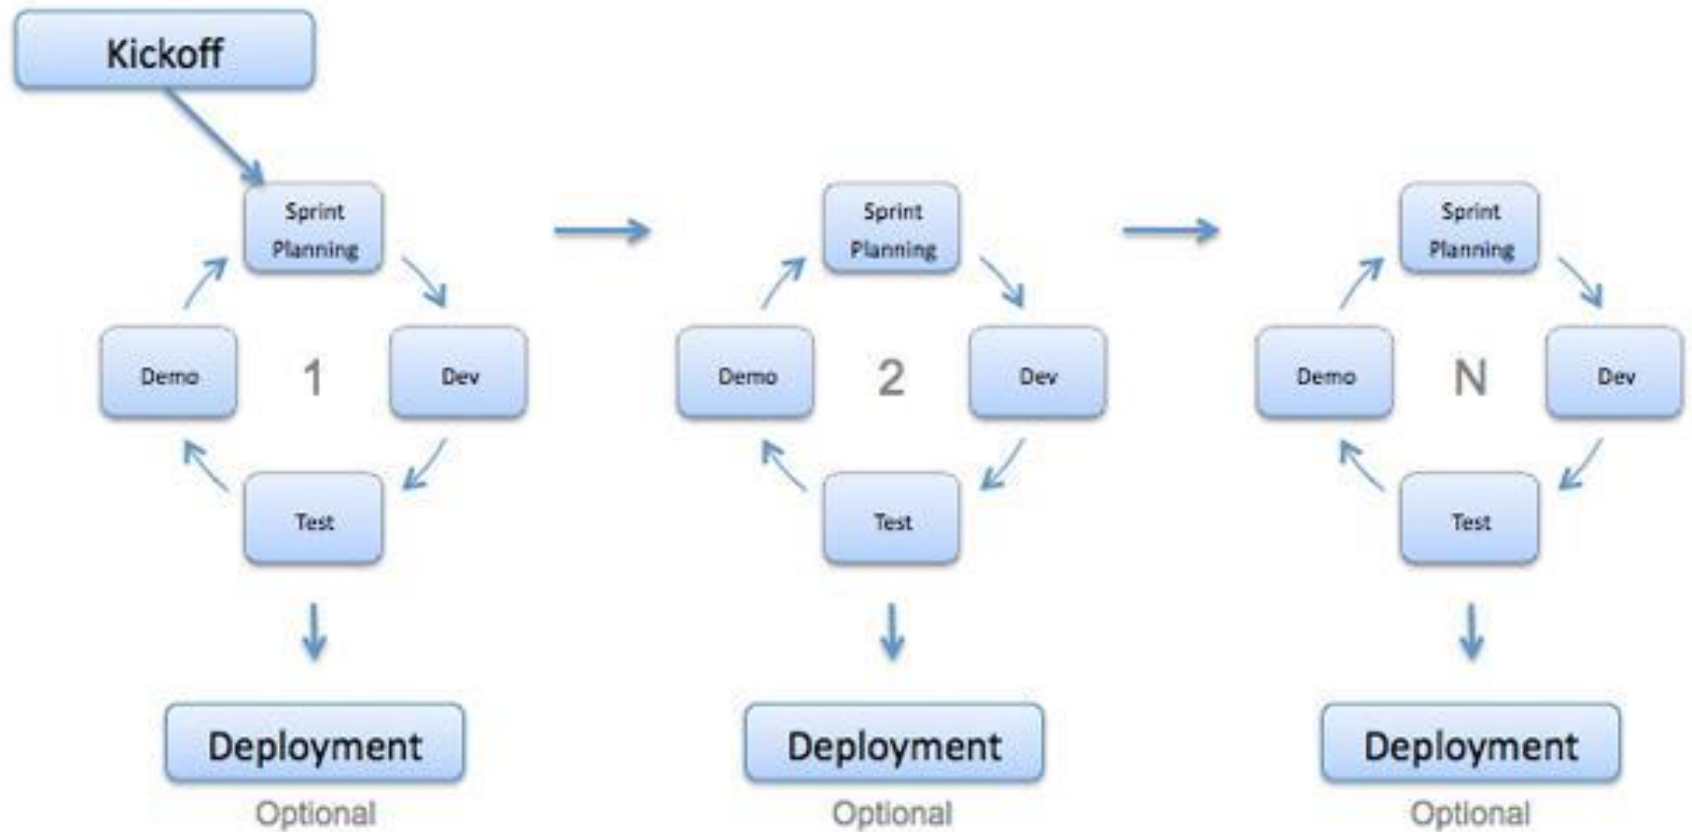 Kickoff
Sprint
Planning
Demo
1
Dev
Test
Deployment
Optional
Sprint
Planning
Demo
2
Dev
Test
Deployment
Optional
Sprint
Planning
Demo
N
Dev
Test
Deployment
Optional